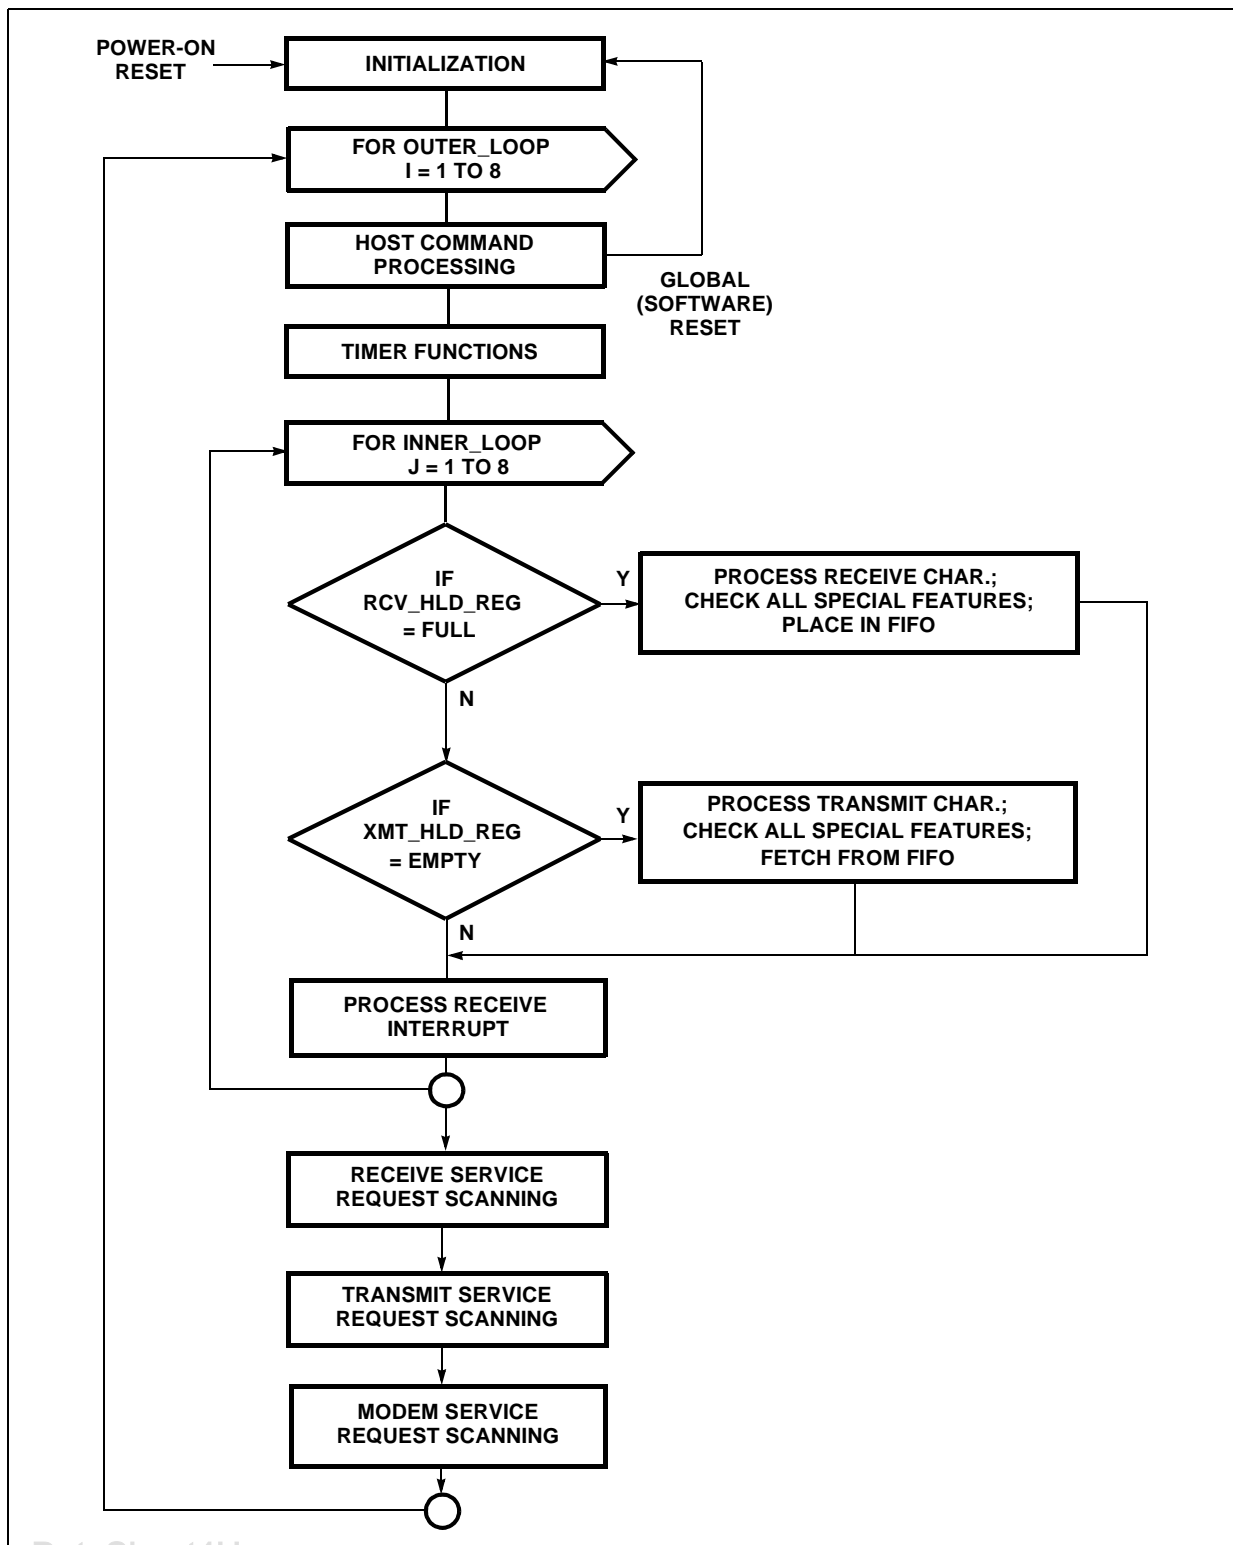 POWER-ON
RESET
INITIALIZATION
FOR OUTER_LOOP
I = 1 TO 8
HOST COMMAND
PROCESSING
GLOBAL
(SOFTWARE)
RESET
TIMER FUNCTIONS
FOR INNER_LOOP
J = 1 TO 8
IF
RCV_HLD_REG
= FULL
Y
PROCESS RECEIVE CHAR.;
CHECK ALL SPECIAL FEATURES;
PLACE IN FIFO
N
IF
XMT_HLD_REG
= EMPTY
Y
PROCESS TRANSMIT CHAR.;
CHECK ALL SPECIAL FEATURES;
FETCH FROM FIFO
N
PROCESS RECEIVE
INTERRUPT
RECEIVE SERVICE
REQUEST SCANNING
TRANSMIT SERVICE
REQUEST SCANNING
MODEM SERVICE
REQUEST SCANNING